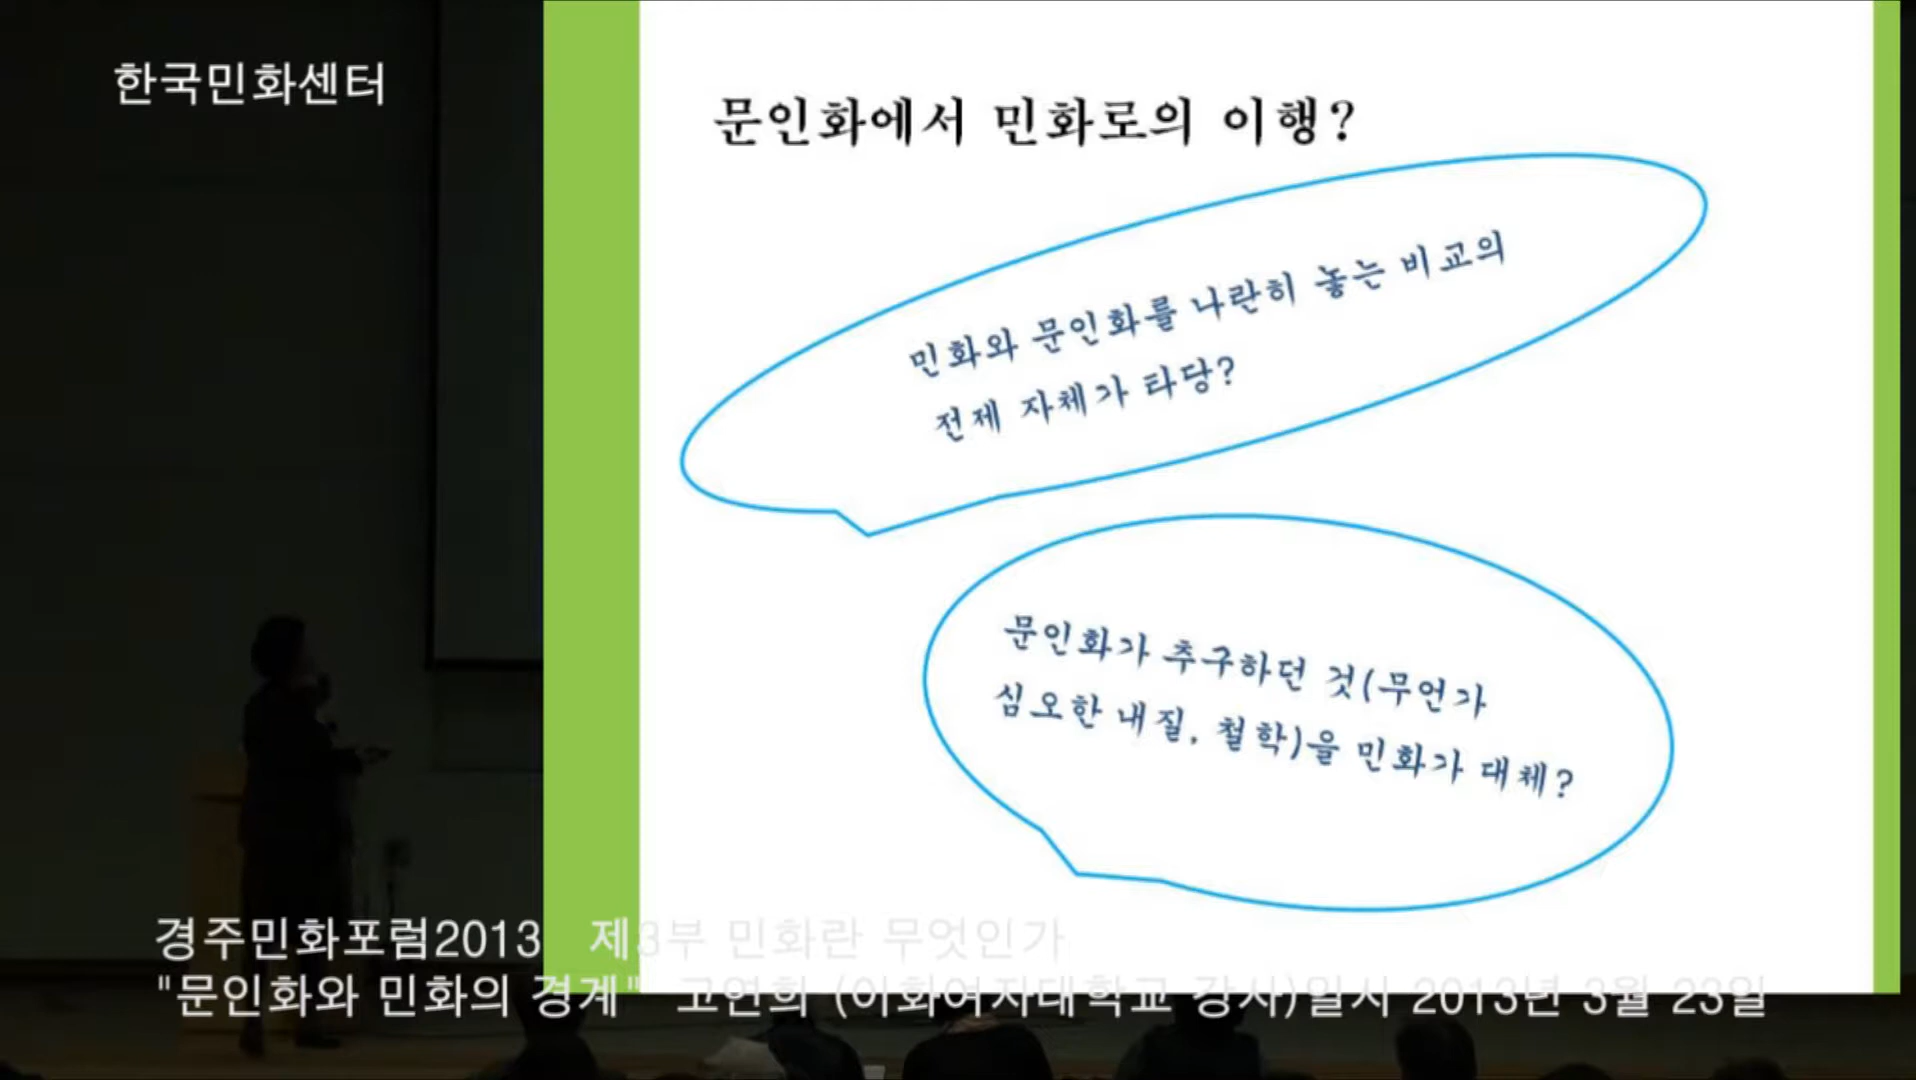 한국민화센터
문인화에서 민화로의 이행?
민화와 문인화를 나란히 놓는 비교의
전제 자체가 타당?
문인화가 추구하던 것(무언가
심오한 내질, 철학)을 민화가 대체?
경주민화포럼2013 제3부 민화란 무엇인가
"문인화와 민화의 경계" 고연희 (이화여자대학교 강사)일시 2013년 3월 23일